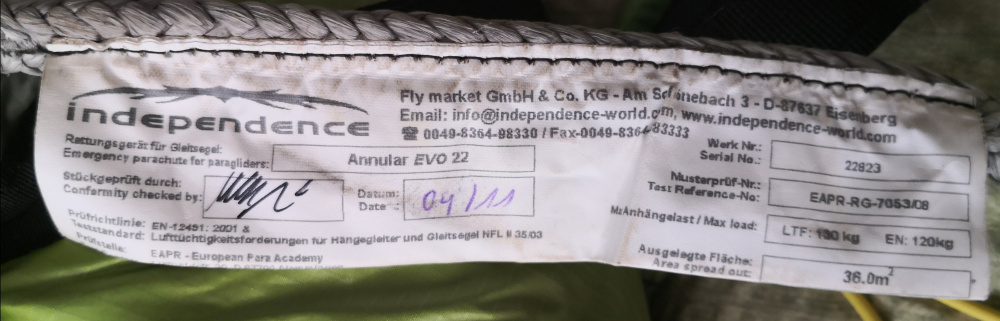 independence
Fly market GmbH & Co. KG - Am Schönebach 3 - D-87637 Eisenberg
Email: info@independence-world.com, www.independence-world.com
☎ 0049-8364-98330 / Fax-0049-8364-83333
Rettungsgerät für Gleitsegel:
Emergency parachute for paragliders:
Annular EVO 22
Werk Nr.:
Serial No.:
22823
Stückgeprüft durch:
Conformity checked by:
Datum:
Date :
04/11
Musterprüf-Nr.:
Test Reference-No:
EAPR-RG-7053/08
Prüfrichtlinie: EN-12491: 2001 &
Teststandard: Lufttüchtigkeitsforderungen für Hängegleiter und Gleitsegel NFL II 35/03
Anhängelast / Max load:
LTF: 130 kg EN: 120kg
Prüfstelle:
EAPR - European Para Academy
Ausgelegte Fläche:
Area spread out:
36.0m²